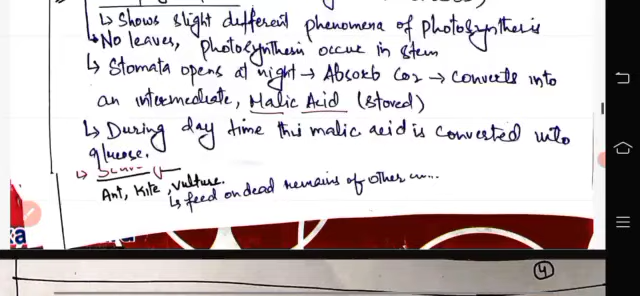 ↳ Shows slight different phenomena of photosynthesis
↳ No leaves, photosynthesis occur in stem
↳ Stomata opens at night → Absorb CO2 → converts into
an intermediate, Malic Acid (stored)
↳ During day time this malic acid is converted into
glucose.
Ant, Kite, vulture.
↳ feed on dead remains of other
4